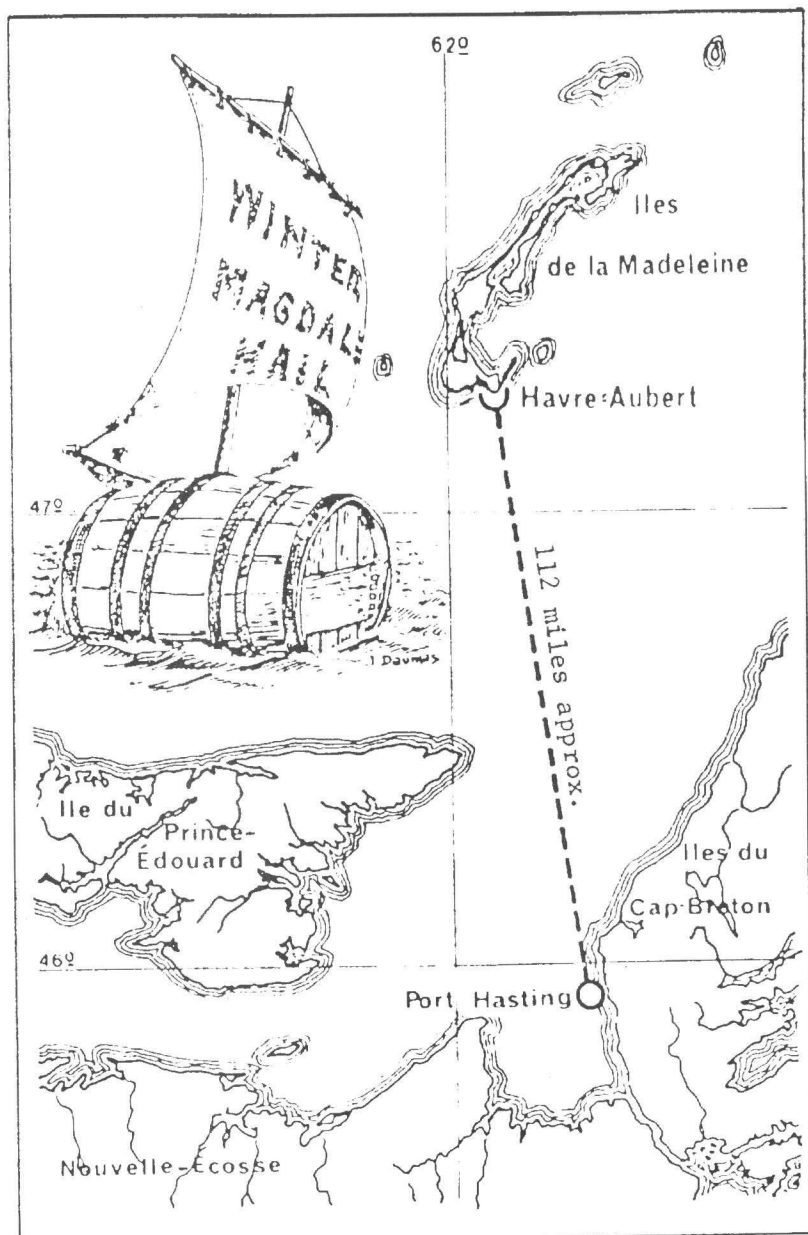 62º
WINTER
MAGDAL
MAIL
Iles
de la Madeleine
Havre-Aubert
47º
112 miles approx.
Ile du
Prince-
Édouard
Iles du
Cap-Breton
46º
Port Hasting
Nouvelle-Ecosse